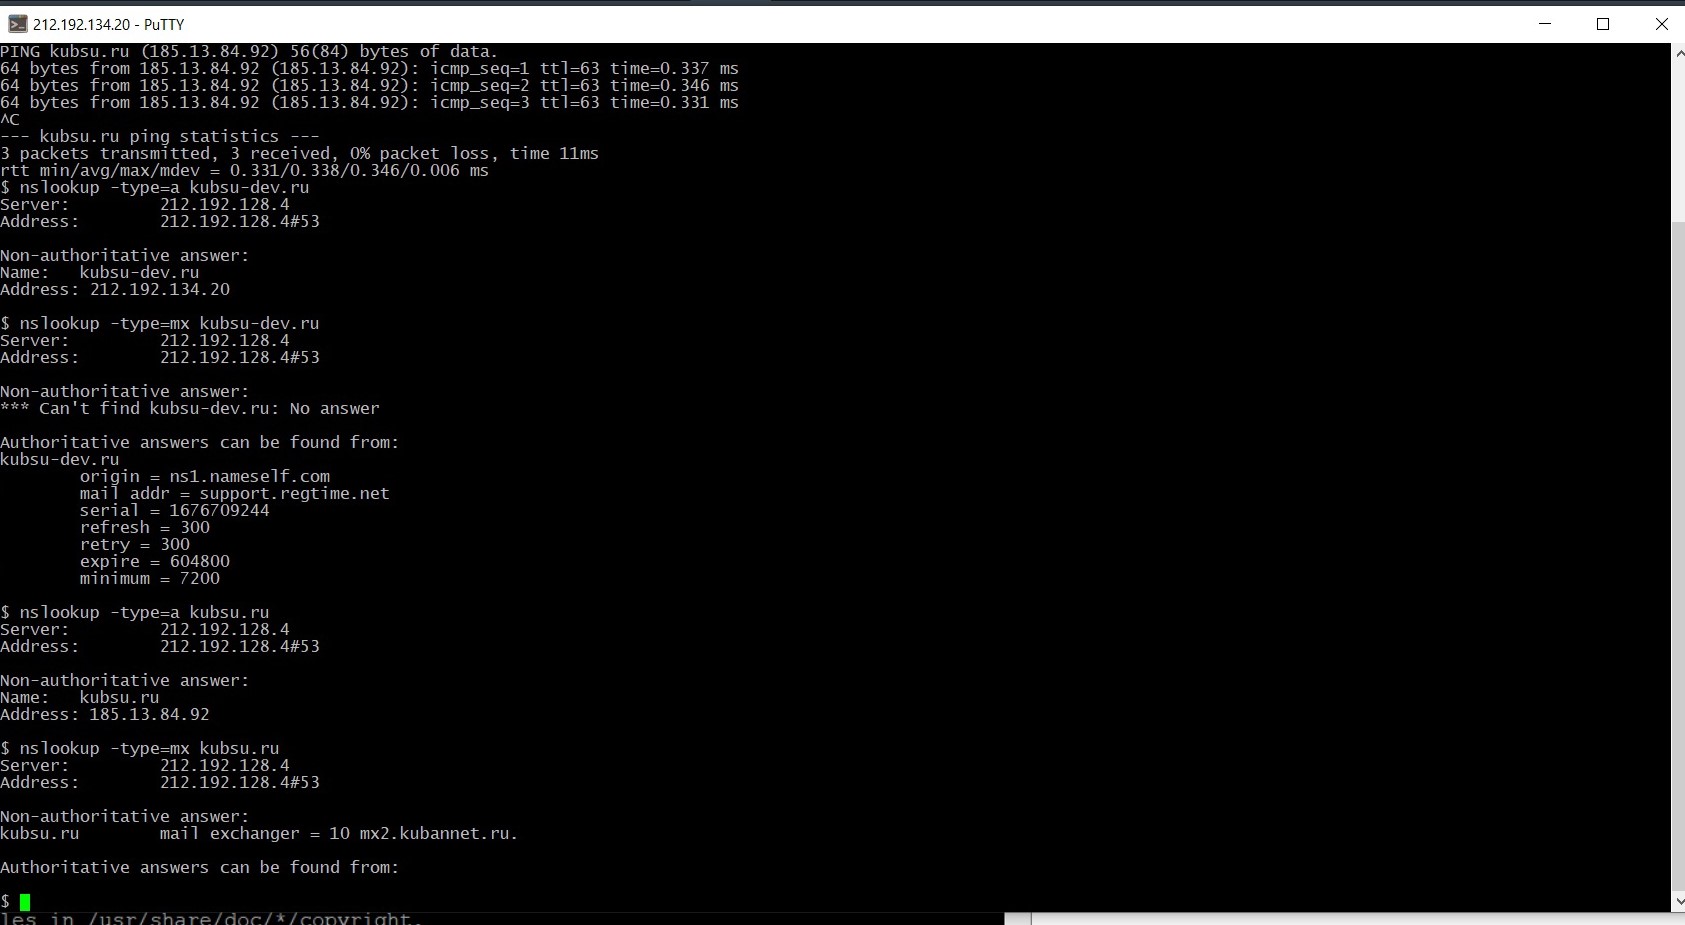 212.192.134.20 - PuTTY
PING kubsu.ru (185.13.84.92) 56(84) bytes of data.
64 bytes from 185.13.84.92 (185.13.84.92): icmp_seq=1 ttl=63 time=0.337 ms
64 bytes from 185.13.84.92 (185.13.84.92): icmp_seq=2 ttl=63 time=0.346 ms
64 bytes from 185.13.84.92 (185.13.84.92): icmp_seq=3 ttl=63 time=0.331 ms
^C
--- kubsu.ru ping statistics ---
3 packets transmitted, 3 received, 0% packet loss, time 11ms
rtt min/avg/max/mdev = 0.331/0.338/0.346/0.006 ms
$ nslookup -type=a kubsu-dev.ru
Server:         212.192.128.4
Address:        212.192.128.4#53

Non-authoritative answer:
Name:   kubsu-dev.ru
Address: 212.192.134.20

$ nslookup -type=mx kubsu-dev.ru
Server:         212.192.128.4
Address:        212.192.128.4#53

Non-authoritative answer:
*** Can't find kubsu-dev.ru: No answer

Authoritative answers can be found from:
kubsu-dev.ru
        origin = ns1.nameself.com
        mail addr = support.regtime.net
        serial = 1676709244
        refresh = 300
        retry = 300
        expire = 604800
        minimum = 7200

$ nslookup -type=a kubsu.ru
Server:         212.192.128.4
Address:        212.192.128.4#53

Non-authoritative answer:
Name:   kubsu.ru
Address: 185.13.84.92

$ nslookup -type=mx kubsu.ru
Server:         212.192.128.4
Address:        212.192.128.4#53

Non-authoritative answer:
kubsu.ru        mail exchanger = 10 mx2.kubannet.ru.

Authoritative answers can be found from:

$
les in /usr/share/doc/*/copyright.